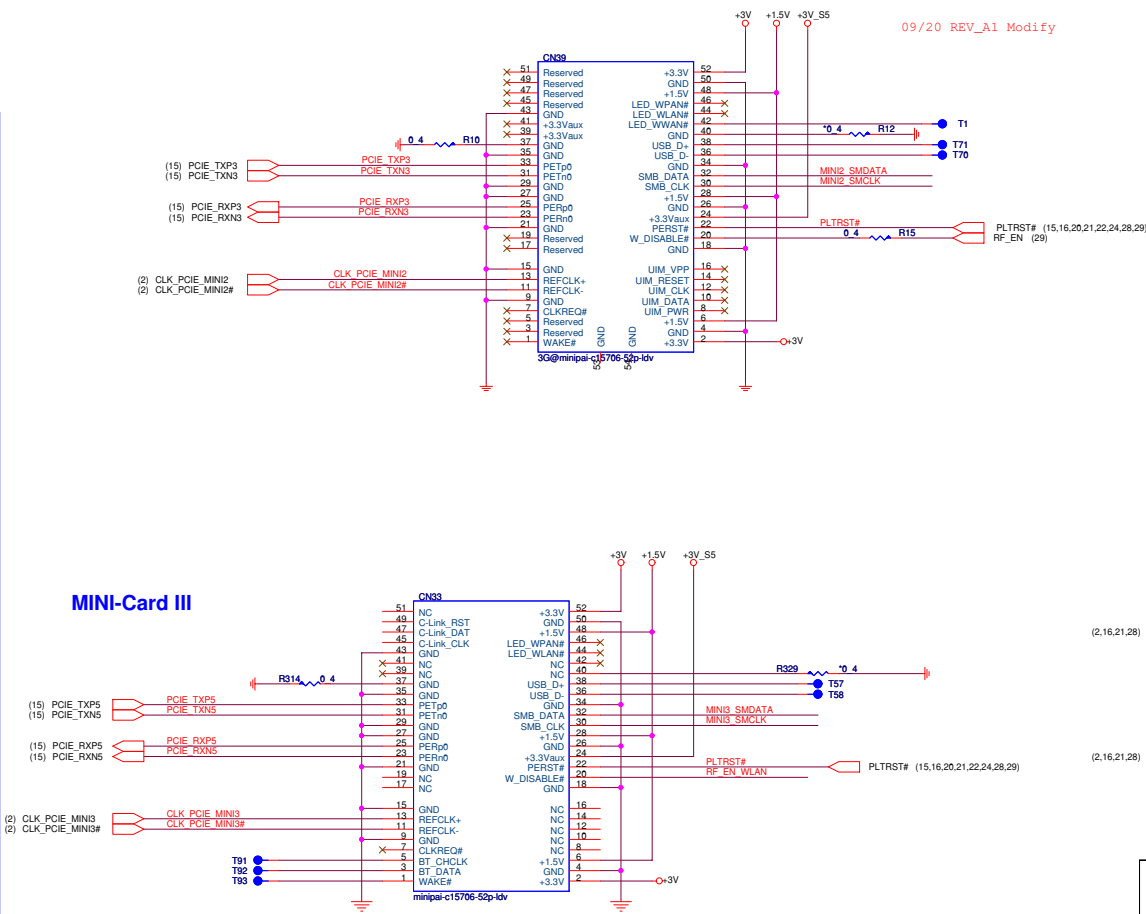 +3V +1.5V +3V_S5
09/20 REV_A1 Modify
CN39
51 Reserved +3.3V 52
49 Reserved GND 50
47 Reserved +1.5V 48
45 Reserved LED_WPAN# 46
43 GND LED_WLAN# 44
41 +3.3Vaux LED_WWAN# 42 T1
39 +3.3Vaux GND 40 *0_4 R12
0_4 R10 37 GND USB_D+ 38 T71
35 GND USB_D- 36 T70
(15) PCIE_TXP3 PCIE_TXP3 33 PETp0 GND 34
(15) PCIE_TXN3 PCIE_TXN3 31 PETn0 SMB_DATA 32 MINI2_SMDATA
29 GND SMB_CLK 30 MINI2_SMCLK
27 GND +1.5V 28
(15) PCIE_RXP3 PCIE_RXP3 25 PERp0 GND 26
(15) PCIE_RXN3 PCIE_RXN3 23 PERn0 +3.3Vaux 24
21 GND PERST# 22 PLTRST# PLTRST# (15,16,20,21,22,24,28,29)
19 Reserved W_DISABLE# 20 0_4 R15 RF_EN (29)
17 Reserved GND 18
15 GND UIM_VPP 16
(2) CLK_PCIE_MINI2 CLK_PCIE_MINI2 13 REFCLK+ UIM_RESET 14
(2) CLK_PCIE_MINI2# CLK_PCIE_MINI2# 11 REFCLK- UIM_CLK 12
9 GND UIM_DATA 10
7 CLKREQ# UIM_PWR 8
5 Reserved +1.5V 6
3 Reserved GND 4
1 WAKE# +3.3V 2 +3V
GND GND
53 54
3G@minipai-c15706-52p-ldv
MINI-Card III
+3V +1.5V +3V_S5
CN33
51 NC +3.3V 52
49 C-Link_RST GND 50
47 C-Link_DAT +1.5V 48 (2,16,21,28)
45 C-Link_CLK LED_WPAN# 46
43 GND LED_WLAN# 44
41 NC NC 42
39 NC NC 40 R329 *0_4
R314 0_4 37 GND USB_D+ 38 T57
35 GND USB_D- 36 T58
(15) PCIE_TXP5 PCIE_TXP5 33 PETp0 GND 34
(15) PCIE_TXN5 PCIE_TXN5 31 PETn0 SMB_DATA 32 MINI3_SMDATA
29 GND SMB_CLK 30 MINI3_SMCLK
27 GND +1.5V 28
(15) PCIE_RXP5 PCIE_RXP5 25 PERp0 GND 26
(15) PCIE_RXN5 PCIE_RXN5 23 PERn0 +3.3Vaux 24 (2,16,21,28)
21 GND PERST# 22 PLTRST# PLTRST# (15,16,20,21,22,24,28,29)
19 NC W_DISABLE# 20 RF_EN_WLAN
17 NC GND 18
15 GND NC 16
(2) CLK_PCIE_MINI3 CLK_PCIE_MINI3 13 REFCLK+ NC 14
(2) CLK_PCIE_MINI3# CLK_PCIE_MINI3# 11 REFCLK- NC 12
9 GND NC 10
7 CLKREQ# NC 8
T91 5 BT_CHCLK +1.5V 6
T92 3 BT_DATA GND 4
T93 1 WAKE# +3.3V 2 +3V
minipai-c15706-52p-ldv